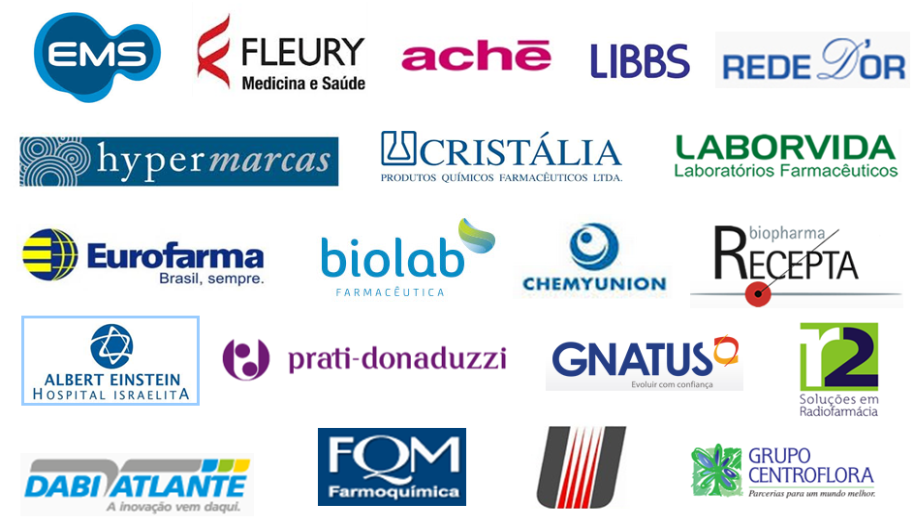 EMS
FLEURY
Medicina e Saúde
achē
LIBBS
REDE D'OR
hypermarcas
CRISTÁLIA
PRODUTOS QUÍMICOS FARMACÊUTICOS LTDA.
LABORVIDA
Laboratórios Farmacêuticos
Eurofarma
Brasil, sempre.
biolab
FARMACÊUTICA
CHEMYUNION
biopharma
RECEPTA
ALBERT EINSTEIN
HOSPITAL ISRAELITA
prati-donaduzzi
GNATUS
Evoluir com confiança
r2
Soluções em
Radiofarmácia
DABI ATLANTE
A inovação vem daqui.
FQM
Farmoquímica
GRUPO
CENTROFLORA
Parcerias para um mundo melhor.